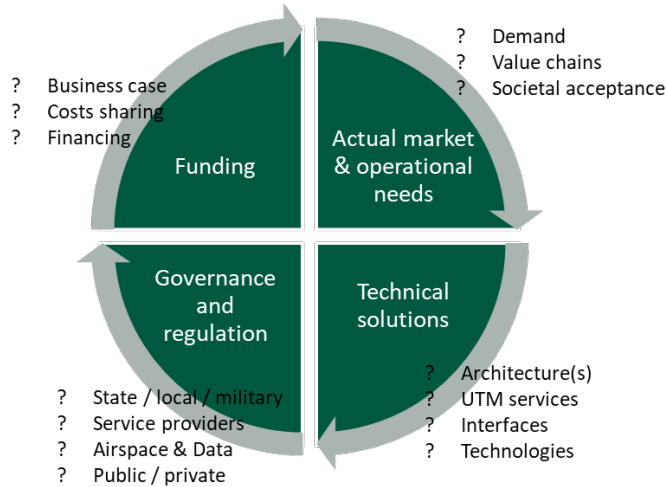 ? Business case
? Costs sharing
? Financing
Funding
? Demand
? Value chains
? Societal acceptance
Actual market
& operational
needs
Governance
and
regulation
? State / local / military
? Service providers
? Airspace & Data
? Public / private
Technical
solutions
? Architecture(s)
? UTM services
? Interfaces
? Technologies